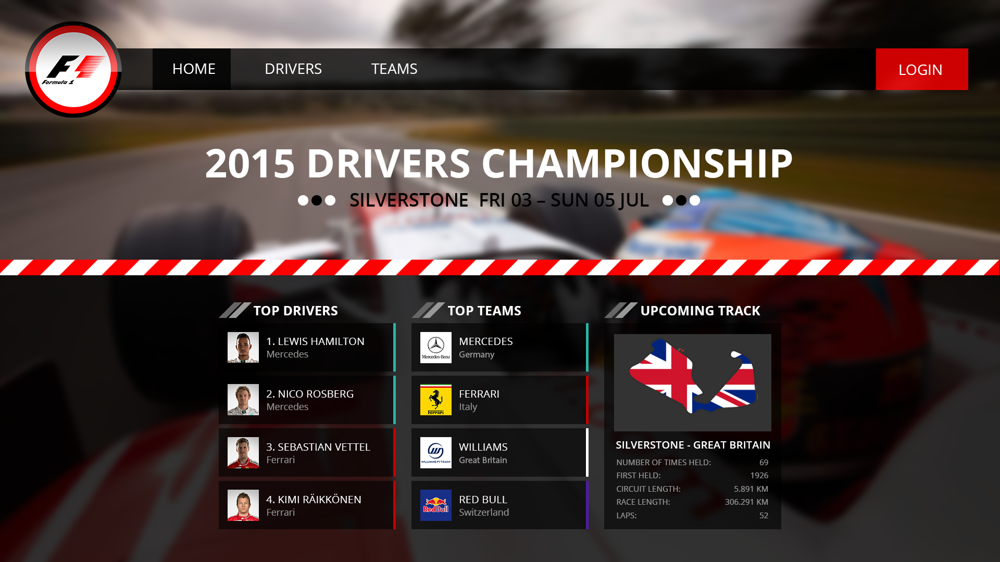 F1
Formula 1
HOME
DRIVERS
TEAMS
LOGIN
2015 DRIVERS CHAMPIONSHIP
SILVERSTONE FRI 03 – SUN 05 JUL
TOP DRIVERS
1. LEWIS HAMILTON
Mercedes
2. NICO ROSBERG
Mercedes
3. SEBASTIAN VETTEL
Ferrari
4. KIMI RÄIKKÖNEN
Ferrari
TOP TEAMS
Mercedes-Benz
MERCEDES
Germany
Ferrari
FERRARI
Italy
WILLIAMS F1 TEAM
WILLIAMS
Great Britain
Red Bull
RED BULL
Switzerland
UPCOMING TRACK
SILVERSTONE - GREAT BRITAIN
NUMBER OF TIMES HELD: 69
FIRST HELD: 1926
CIRCUIT LENGTH: 5.891 KM
RACE LENGTH: 306.291 KM
LAPS: 52